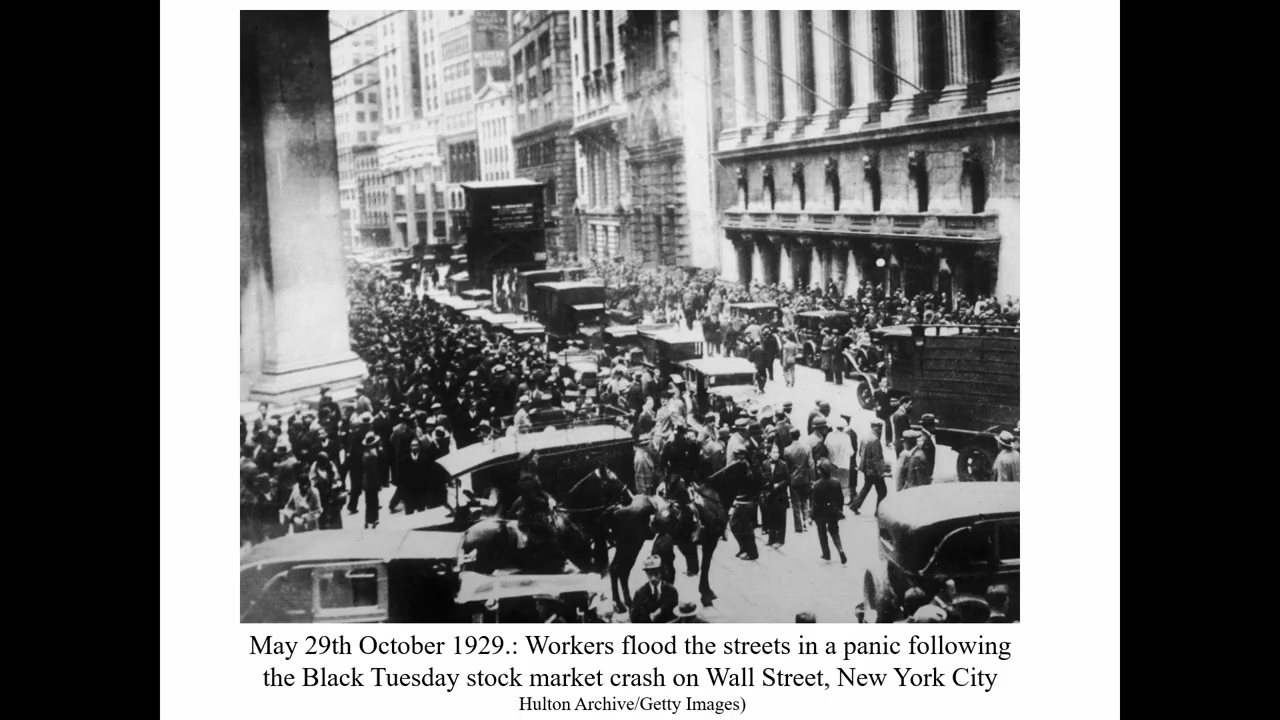 May 29th October 1929.: Workers flood the streets in a panic following
the Black Tuesday stock market crash on Wall Street, New York City
Hulton Archive/Getty Images)